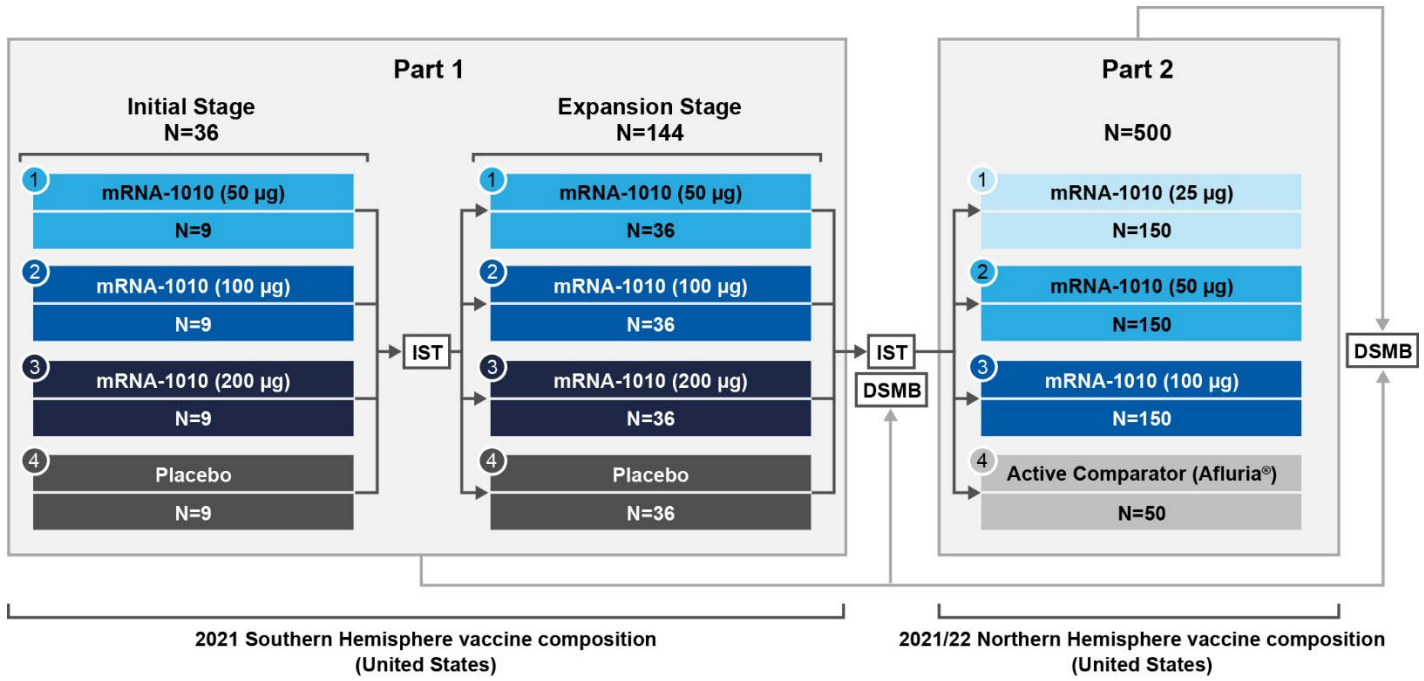 Part 1
Initial Stage
N=36
1
mRNA-1010 (50 µg)
N=9
2
mRNA-1010 (100 µg)
N=9
3
mRNA-1010 (200 µg)
N=9
4
Placebo
N=9
IST
Expansion Stage
N=144
1
mRNA-1010 (50 µg)
N=36
2
mRNA-1010 (100 µg)
N=36
3
mRNA-1010 (200 µg)
N=36
4
Placebo
N=36
IST
DSMB
Part 2
N=500
1
mRNA-1010 (25 µg)
N=150
2
mRNA-1010 (50 µg)
N=150
3
mRNA-1010 (100 µg)
N=150
4
Active Comparator (Afluria®)
N=50
DSMB
2021 Southern Hemisphere vaccine composition
(United States)
2021/22 Northern Hemisphere vaccine composition
(United States)